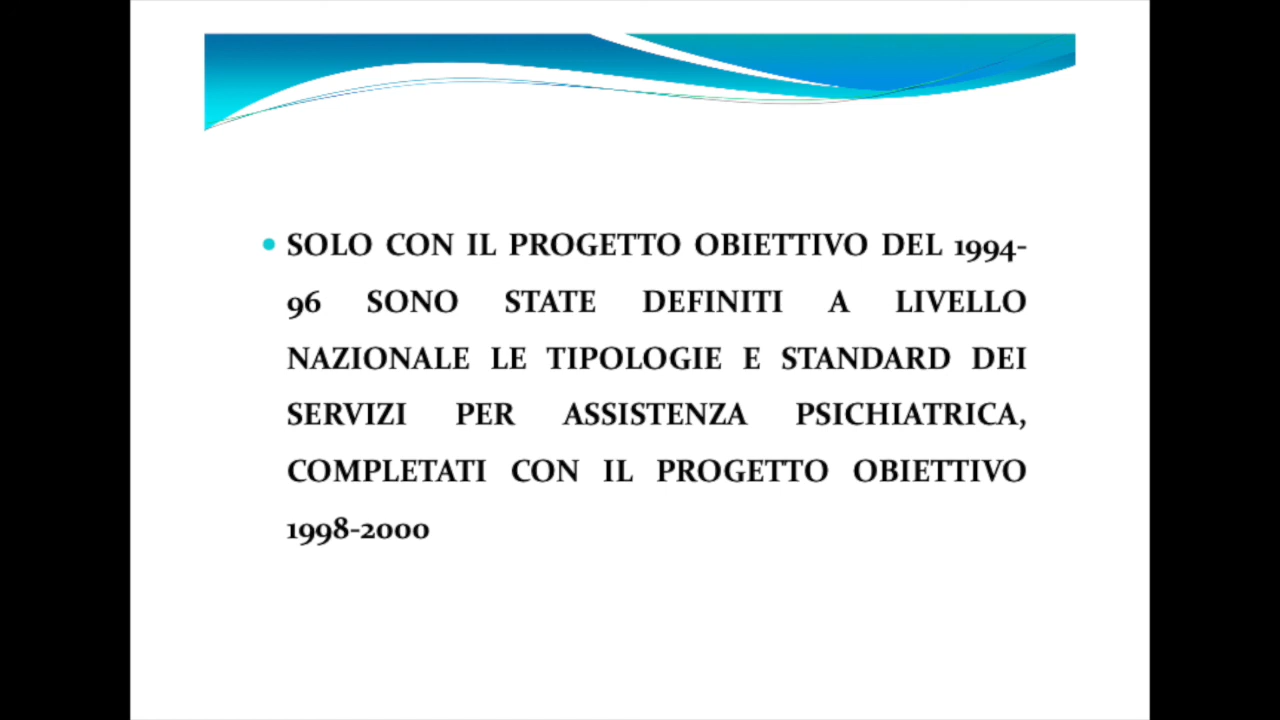 • SOLO CON IL PROGETTO OBIETTIVO DEL 1994-
96 SONO STATE DEFINITI A LIVELLO
NAZIONALE LE TIPOLOGIE E STANDARD DEI
SERVIZI PER ASSISTENZA PSICHIATRICA,
COMPLETATI CON IL PROGETTO OBIETTIVO
1998-2000